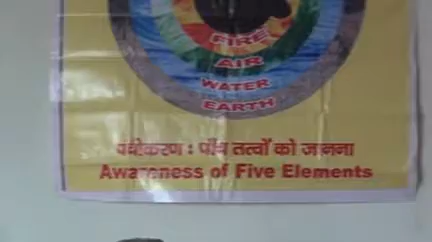 FIRE
AIR
WATER
EARTH
पंचीकरण : पाँच तत्वों को जानना
Awareness of Five Elements